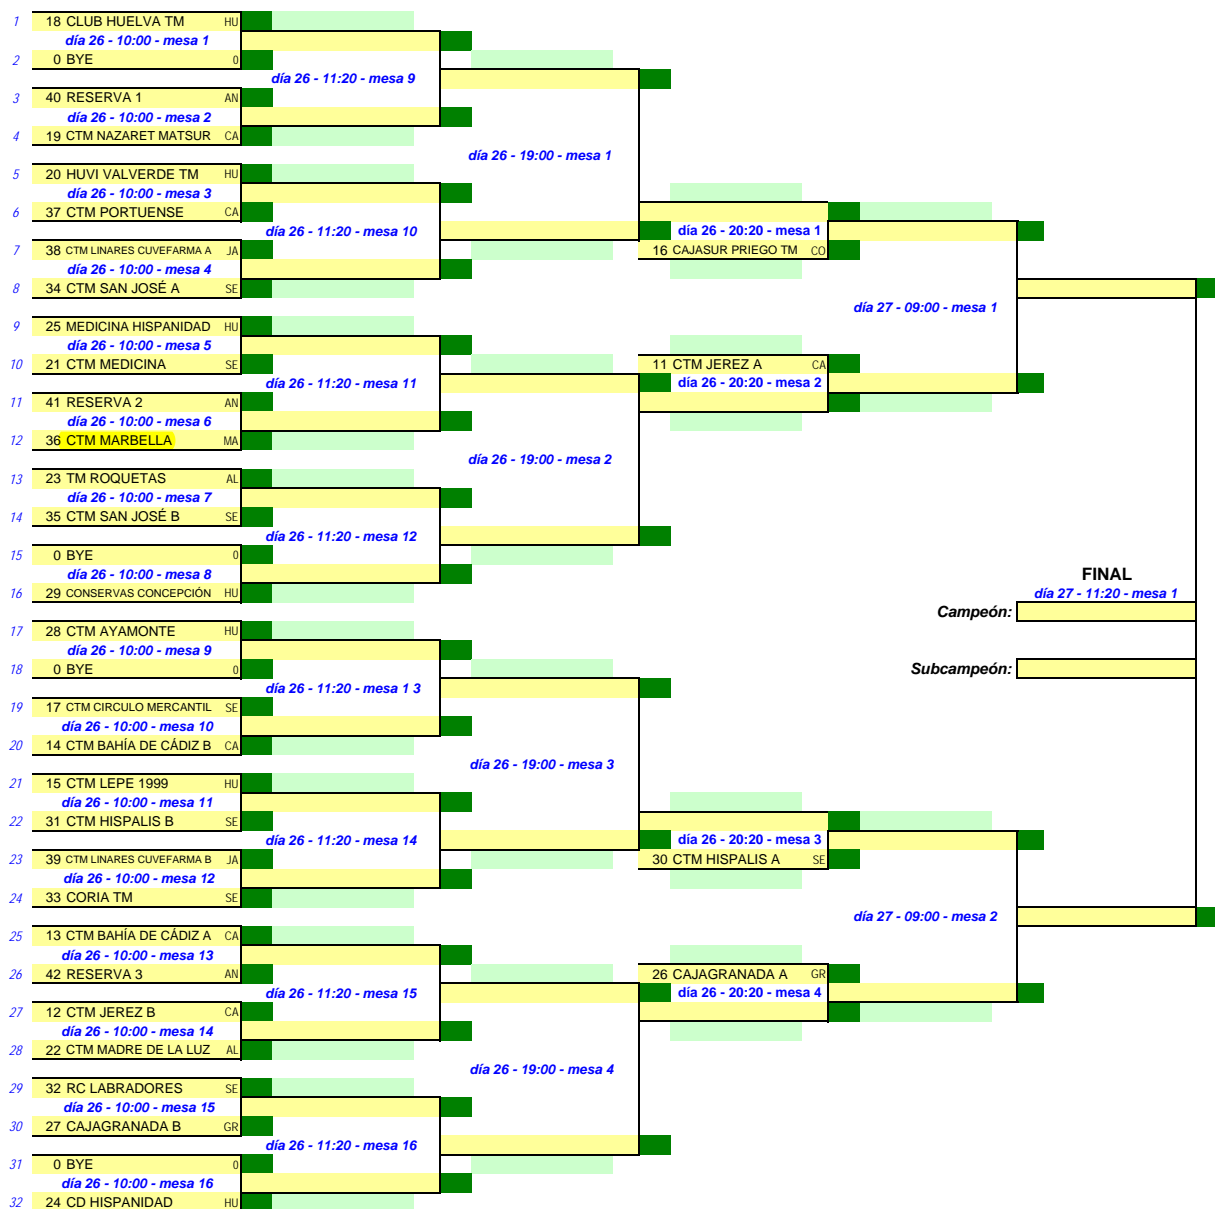 1 18 CLUB HUELVA TM HU
día 26 - 10:00 - mesa 1
2 0 BYE 0
día 26 - 11:20 - mesa 9
3 40 RESERVA 1 AN
día 26 - 10:00 - mesa 2
4 19 CTM NAZARET MATSUR CA
día 26 - 19:00 - mesa 1
5 20 HUVI VALVERDE TM HU
día 26 - 10:00 - mesa 3
6 37 CTM PORTUENSE CA
día 26 - 11:20 - mesa 10
día 26 - 20:20 - mesa 1
7 38 CTM LINARES CUVEFARMA A JA
16 CAJASUR PRIEGO TM CO
día 26 - 10:00 - mesa 4
8 34 CTM SAN JOSÉ A SE
día 27 - 09:00 - mesa 1
9 25 MEDICINA HISPANIDAD HU
día 26 - 10:00 - mesa 5
10 21 CTM MEDICINA SE
11 CTM JEREZ A CA
día 26 - 11:20 - mesa 11
día 26 - 20:20 - mesa 2
11 41 RESERVA 2 AN
día 26 - 10:00 - mesa 6
12 36 CTM MARBELLA MA
día 26 - 19:00 - mesa 2
13 23 TM ROQUETAS AL
día 26 - 10:00 - mesa 7
14 35 CTM SAN JOSÉ B SE
día 26 - 11:20 - mesa 12
15 0 BYE 0
día 26 - 10:00 - mesa 8
FINAL
16 29 CONSERVAS CONCEPCIÓN HU
día 27 - 11:20 - mesa 1
Campeón:
17 28 CTM AYAMONTE HU
día 26 - 10:00 - mesa 9
18 0 BYE 0
Subcampeón:
día 26 - 11:20 - mesa 1 3
19 17 CTM CIRCULO MERCANTIL SE
día 26 - 10:00 - mesa 10
20 14 CTM BAHÍA DE CÁDIZ B CA
día 26 - 19:00 - mesa 3
21 15 CTM LEPE 1999 HU
día 26 - 10:00 - mesa 11
22 31 CTM HISPALIS B SE
día 26 - 11:20 - mesa 14
día 26 - 20:20 - mesa 3
23 39 CTM LINARES CUVEFARMA B JA
30 CTM HISPALIS A SE
día 26 - 10:00 - mesa 12
24 33 CORIA TM SE
día 27 - 09:00 - mesa 2
25 13 CTM BAHÍA DE CÁDIZ A CA
día 26 - 10:00 - mesa 13
26 42 RESERVA 3 AN
26 CAJAGRANADA A GR
día 26 - 11:20 - mesa 15
día 26 - 20:20 - mesa 4
27 12 CTM JEREZ B CA
día 26 - 10:00 - mesa 14
28 22 CTM MADRE DE LA LUZ AL
día 26 - 19:00 - mesa 4
29 32 RC LABRADORES SE
día 26 - 10:00 - mesa 15
30 27 CAJAGRANADA B GR
día 26 - 11:20 - mesa 16
31 0 BYE 0
día 26 - 10:00 - mesa 16
32 24 CD HISPANIDAD HU